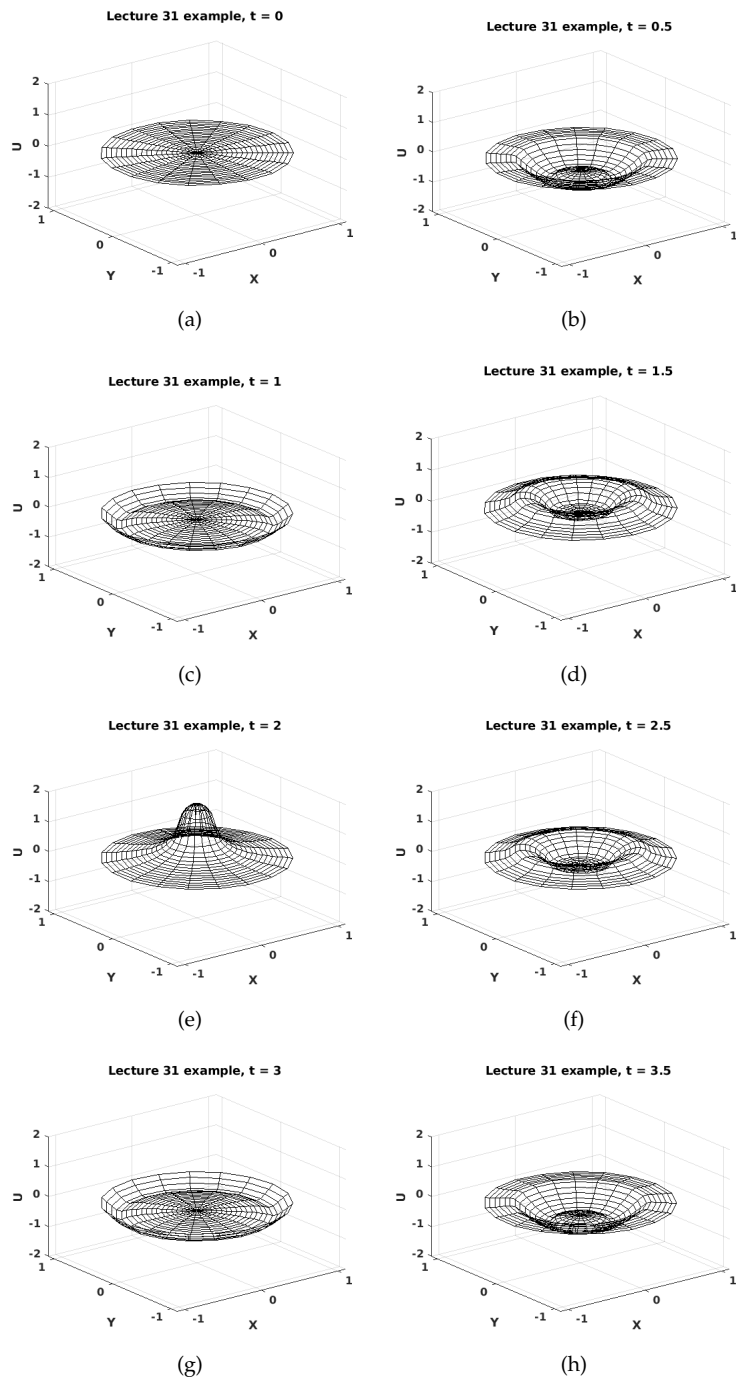 Lecture 31 example, t = 0
2
1
0
-1
-2
U
1
0
-1
Y
-1
0
1
X
(a)
Lecture 31 example, t = 0.5
2
1
0
-1
-2
U
1
0
-1
Y
-1
0
1
X
(b)
Lecture 31 example, t = 1
2
1
0
-1
-2
U
1
0
-1
Y
-1
0
1
X
(c)
Lecture 31 example, t = 1.5
2
1
0
-1
-2
U
1
0
-1
Y
-1
0
1
X
(d)
Lecture 31 example, t = 2
2
1
0
-1
-2
U
1
0
-1
Y
-1
0
1
X
(e)
Lecture 31 example, t = 2.5
2
1
0
-1
-2
U
1
0
-1
Y
-1
0
1
X
(f)
Lecture 31 example, t = 3
2
1
0
-1
-2
U
1
0
-1
Y
-1
0
1
X
(g)
Lecture 31 example, t = 3.5
2
1
0
-1
-2
U
1
0
-1
Y
-1
0
1
X
(h)